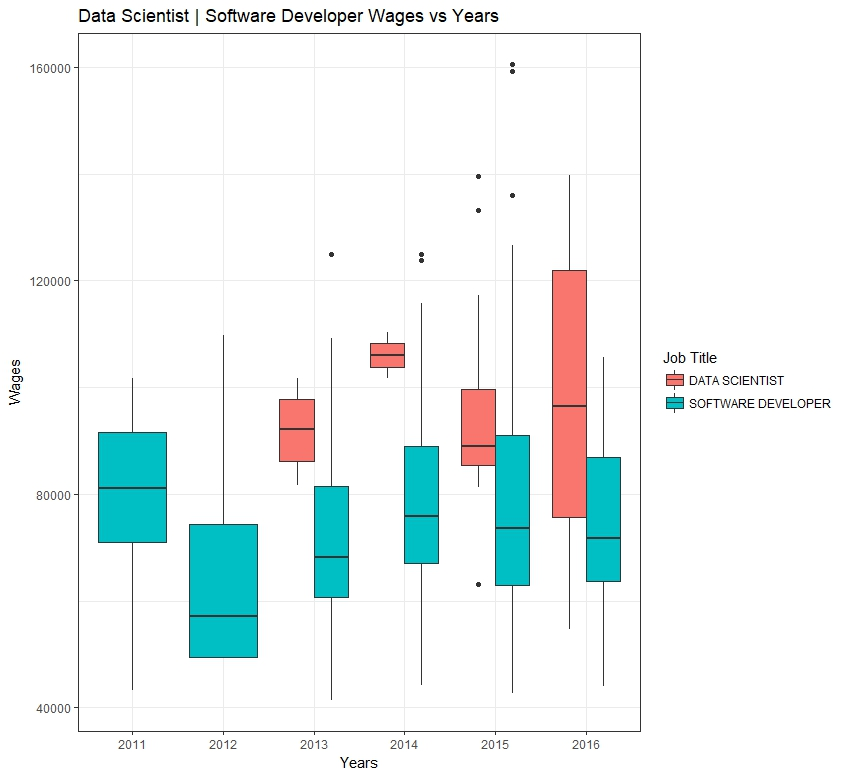 Data Scientist | Software Developer Wages vs Years
160000
120000
80000
40000
Wages
2011 2012 2013 2014 2015 2016
Years
Job Title
DATA SCIENTIST
SOFTWARE DEVELOPER